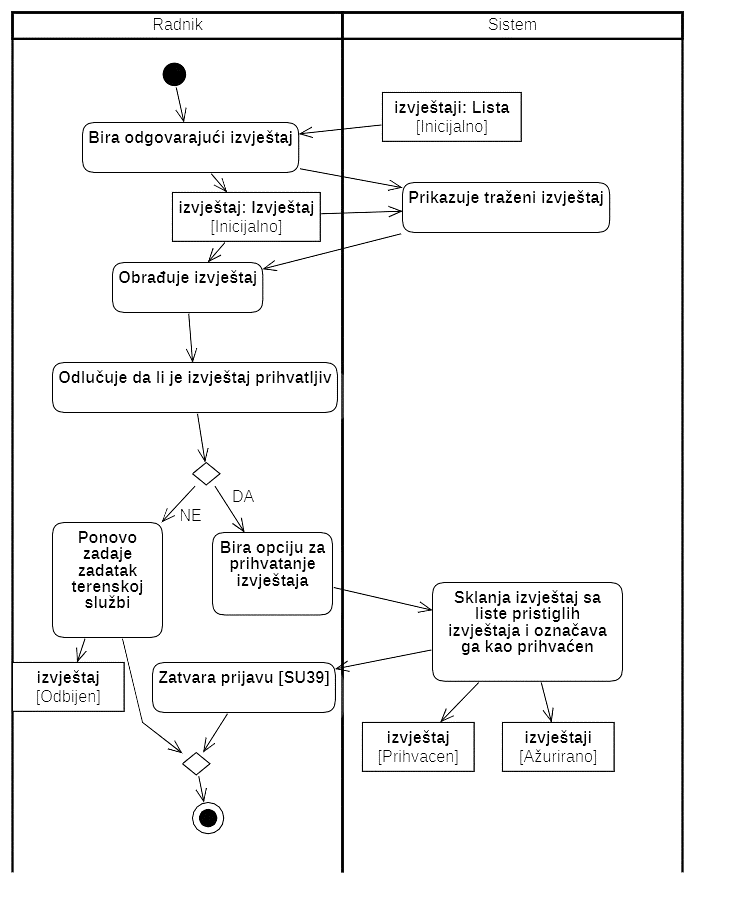 Radnik
Sistem
izvještaji: Lista
[Inicijalno]
Bira odgovarajući izvještaj
izvještaj: Izvještaj
[Inicijalno]
Prikazuje traženi izvještaj
Obrađuje izvještaj
Odlučuje da li je izvještaj prihvatljiv
DA
NE
Ponovo
zadaje
zadatak
terenskoj
službi
Bira opciju za
prihvatanje
izvještaja
Sklanja izvještaj sa
liste pristiglih
izvještaja i označava
ga kao prihvaćen
izvještaj
[Odbijen]
Zatvara prijavu [SU39]
izvještaj
[Prihvacen]
izvještaji
[Ažurirano]